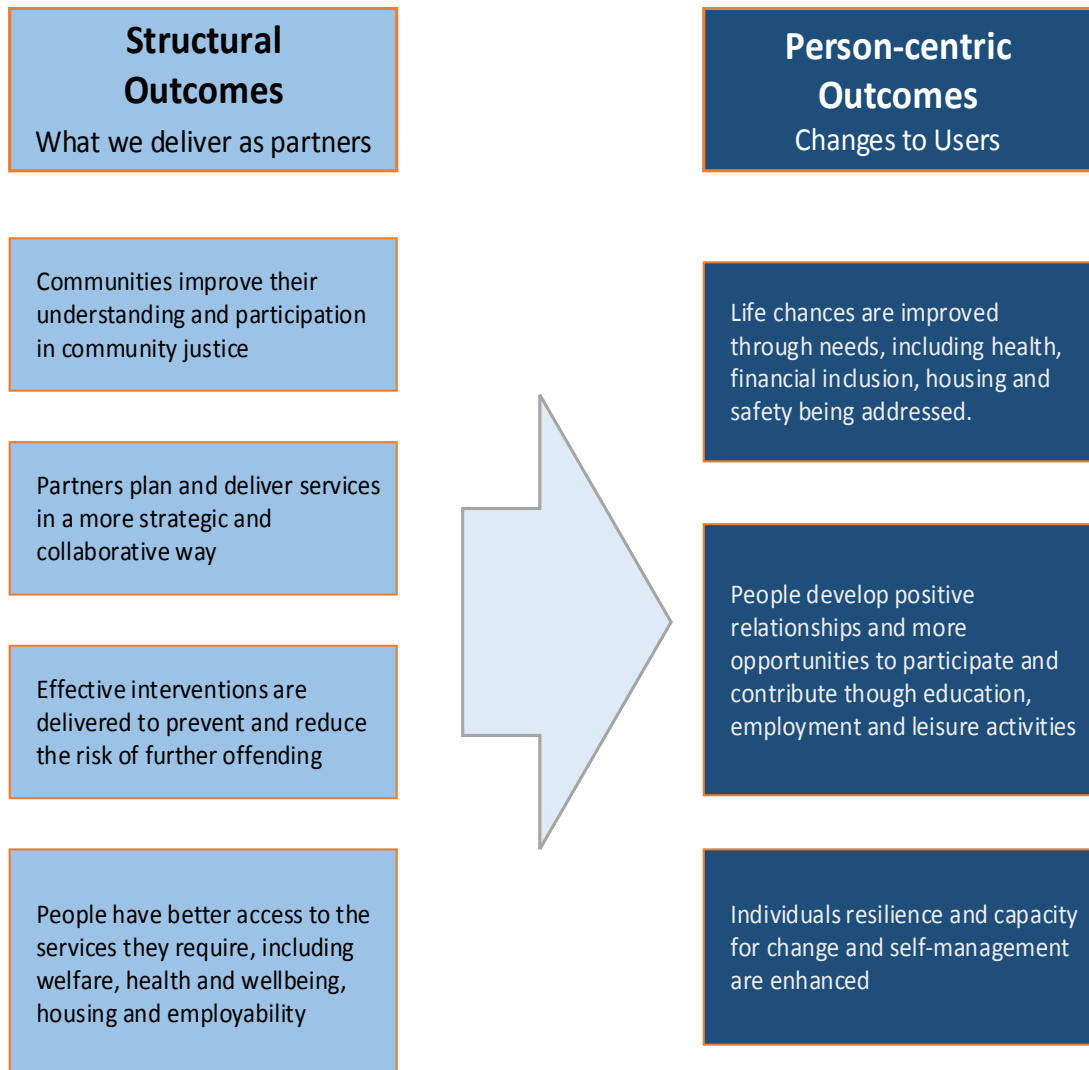 Structural
Outcomes
What we deliver as partners
Communities improve their
understanding and participation
in community justice
Partners plan and deliver services
in a more strategic and
collaborative way
Effective interventions are
delivered to prevent and reduce
the risk of further offending
People have better access to the
services they require, including
welfare, health and wellbeing,
housing and employability
Person-centric
Outcomes
Changes to Users
Life chances are improved
through needs, including health,
financial inclusion, housing and
safety being addressed.
People develop positive
relationships and more
opportunities to participate and
contribute though education,
employment and leisure activities
Individuals resilience and capacity
for change and self-management
are enhanced